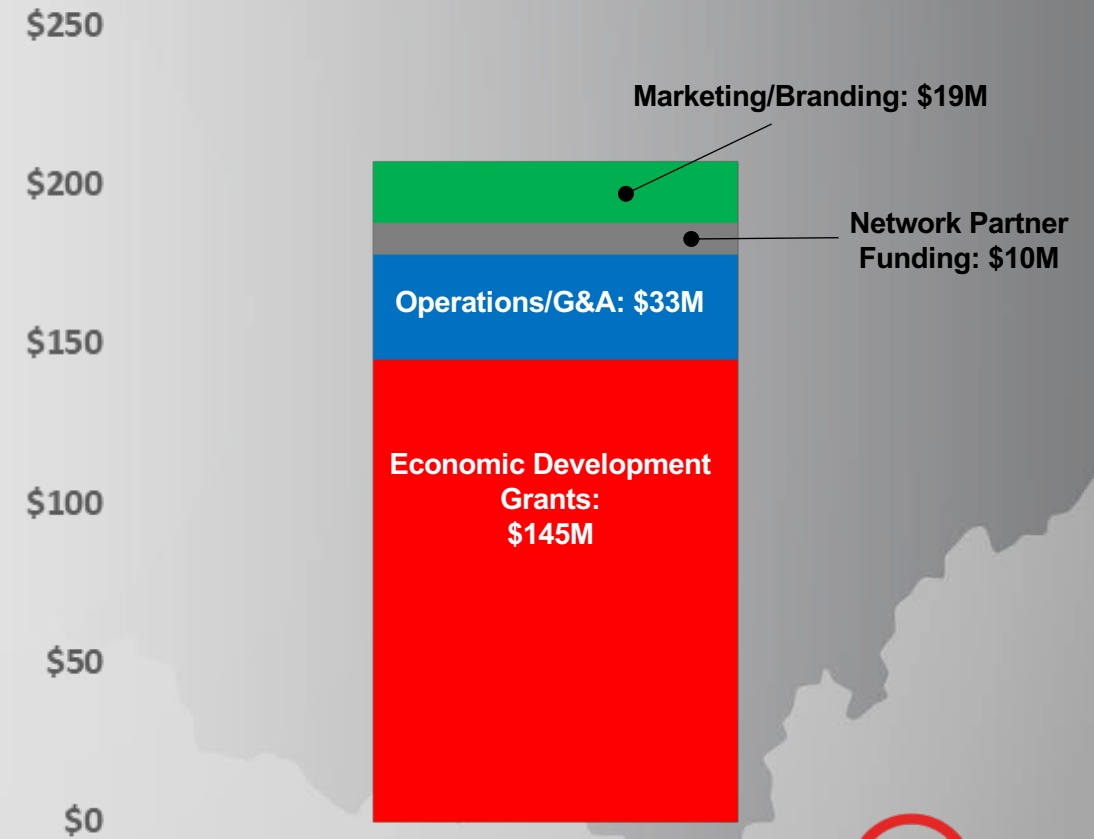 $250
Marketing/Branding: $19M
$200
Network Partner
Funding: $10M
Operations/G&A: $33M
$150
Economic Development
Grants:
$145M
$100
$50
$0